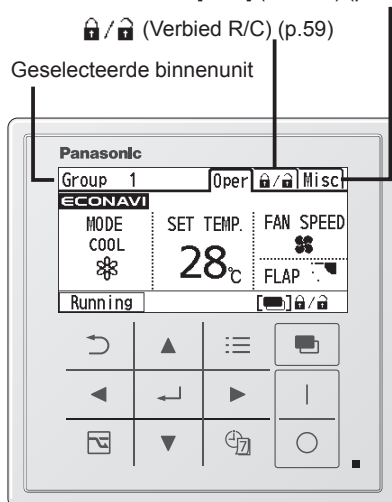 (Verbied R/C) (p.59)
Geselecteerde binnenunit
Panasonic
Group 1 Oper Misc
ECONAVI
MODE SET TEMP. FAN SPEED
COOL
28°C FLAP
Running
7